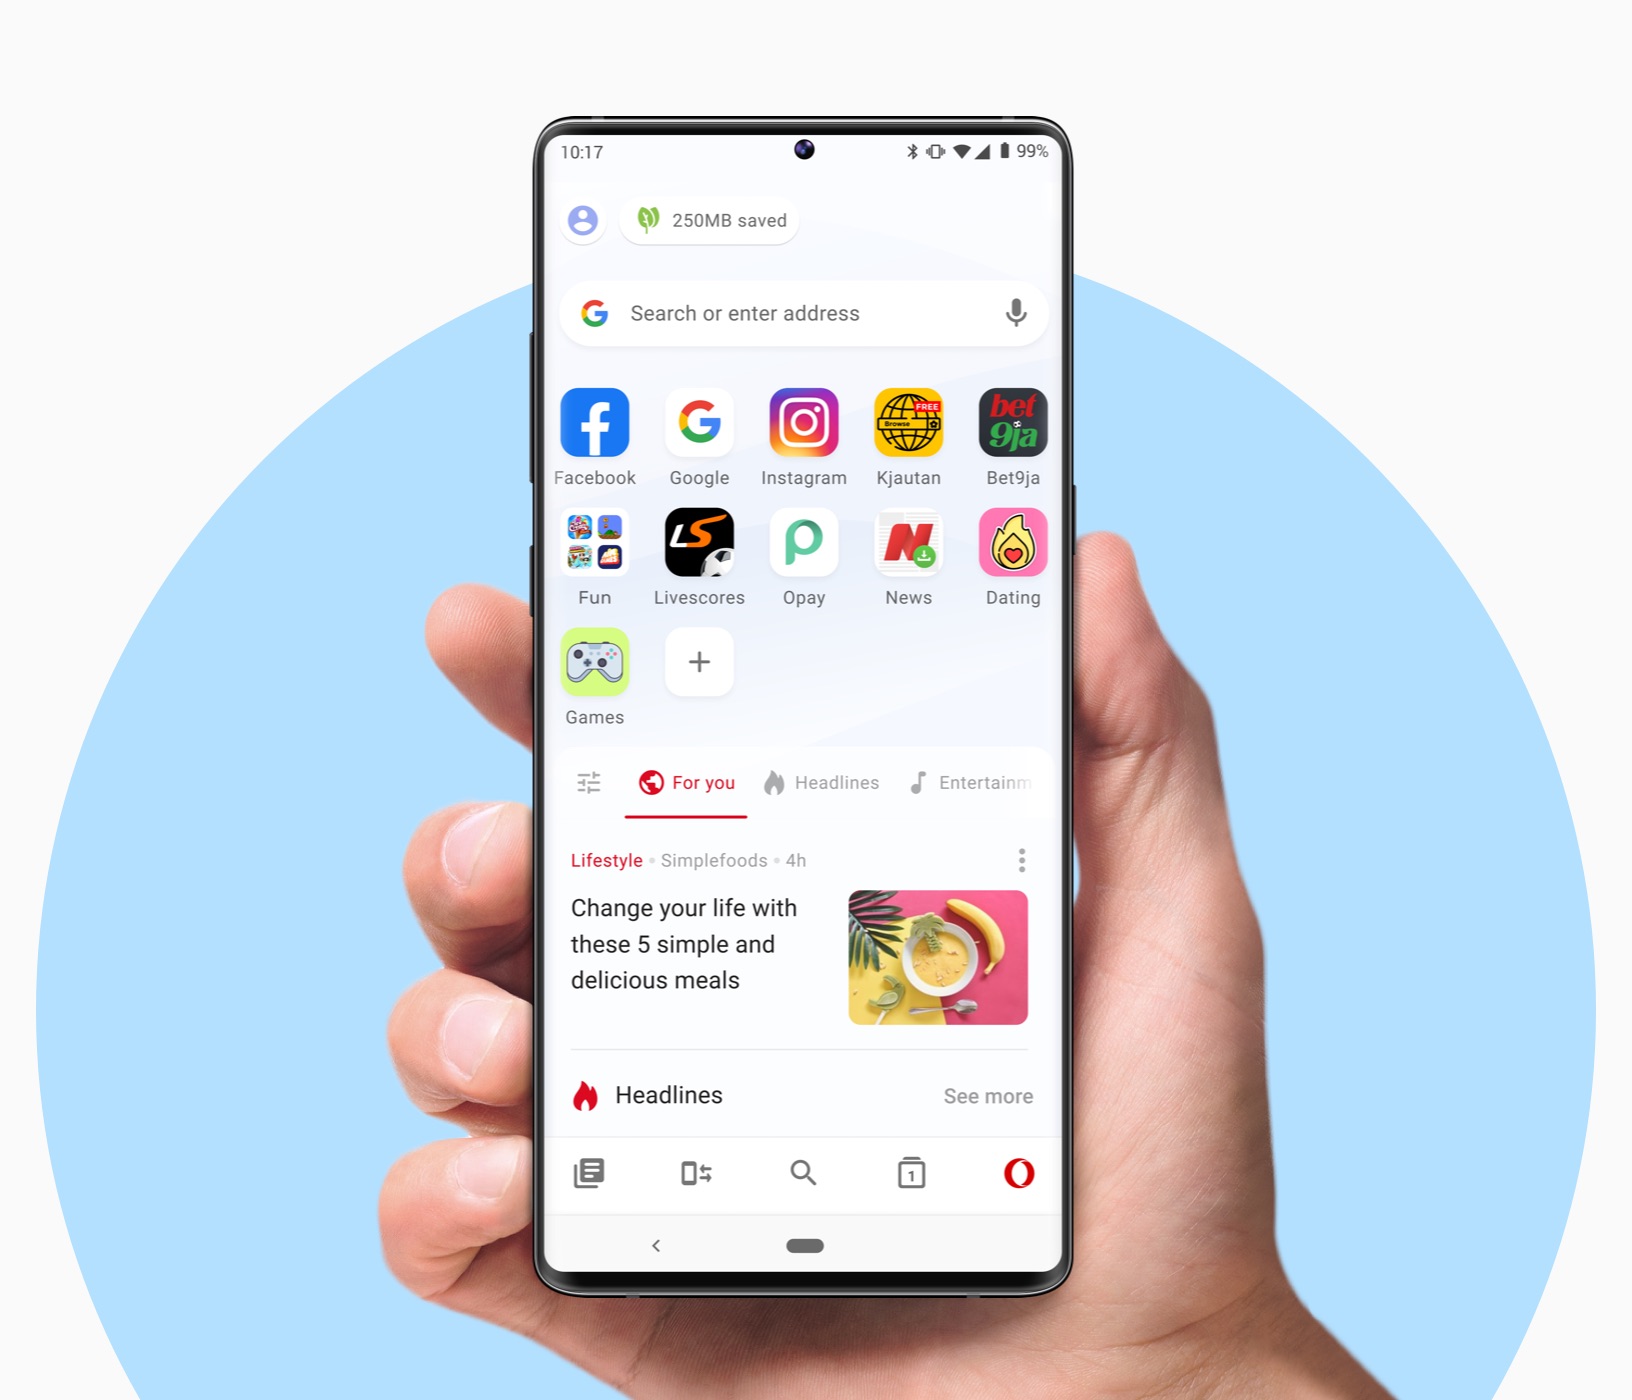 10:17
99%
250MB saved
Search or enter address
FREE
Browse
bet
9ja
Facebook
Google
Instagram
Kjautan
Bet9ja
LS
Fun
Livescores
Opay
News
Dating
Games
For you
Headlines
Entertainm
Lifestyle • Simplefoods • 4h
Change your life with
these 5 simple and
delicious meals
Headlines
See more
1